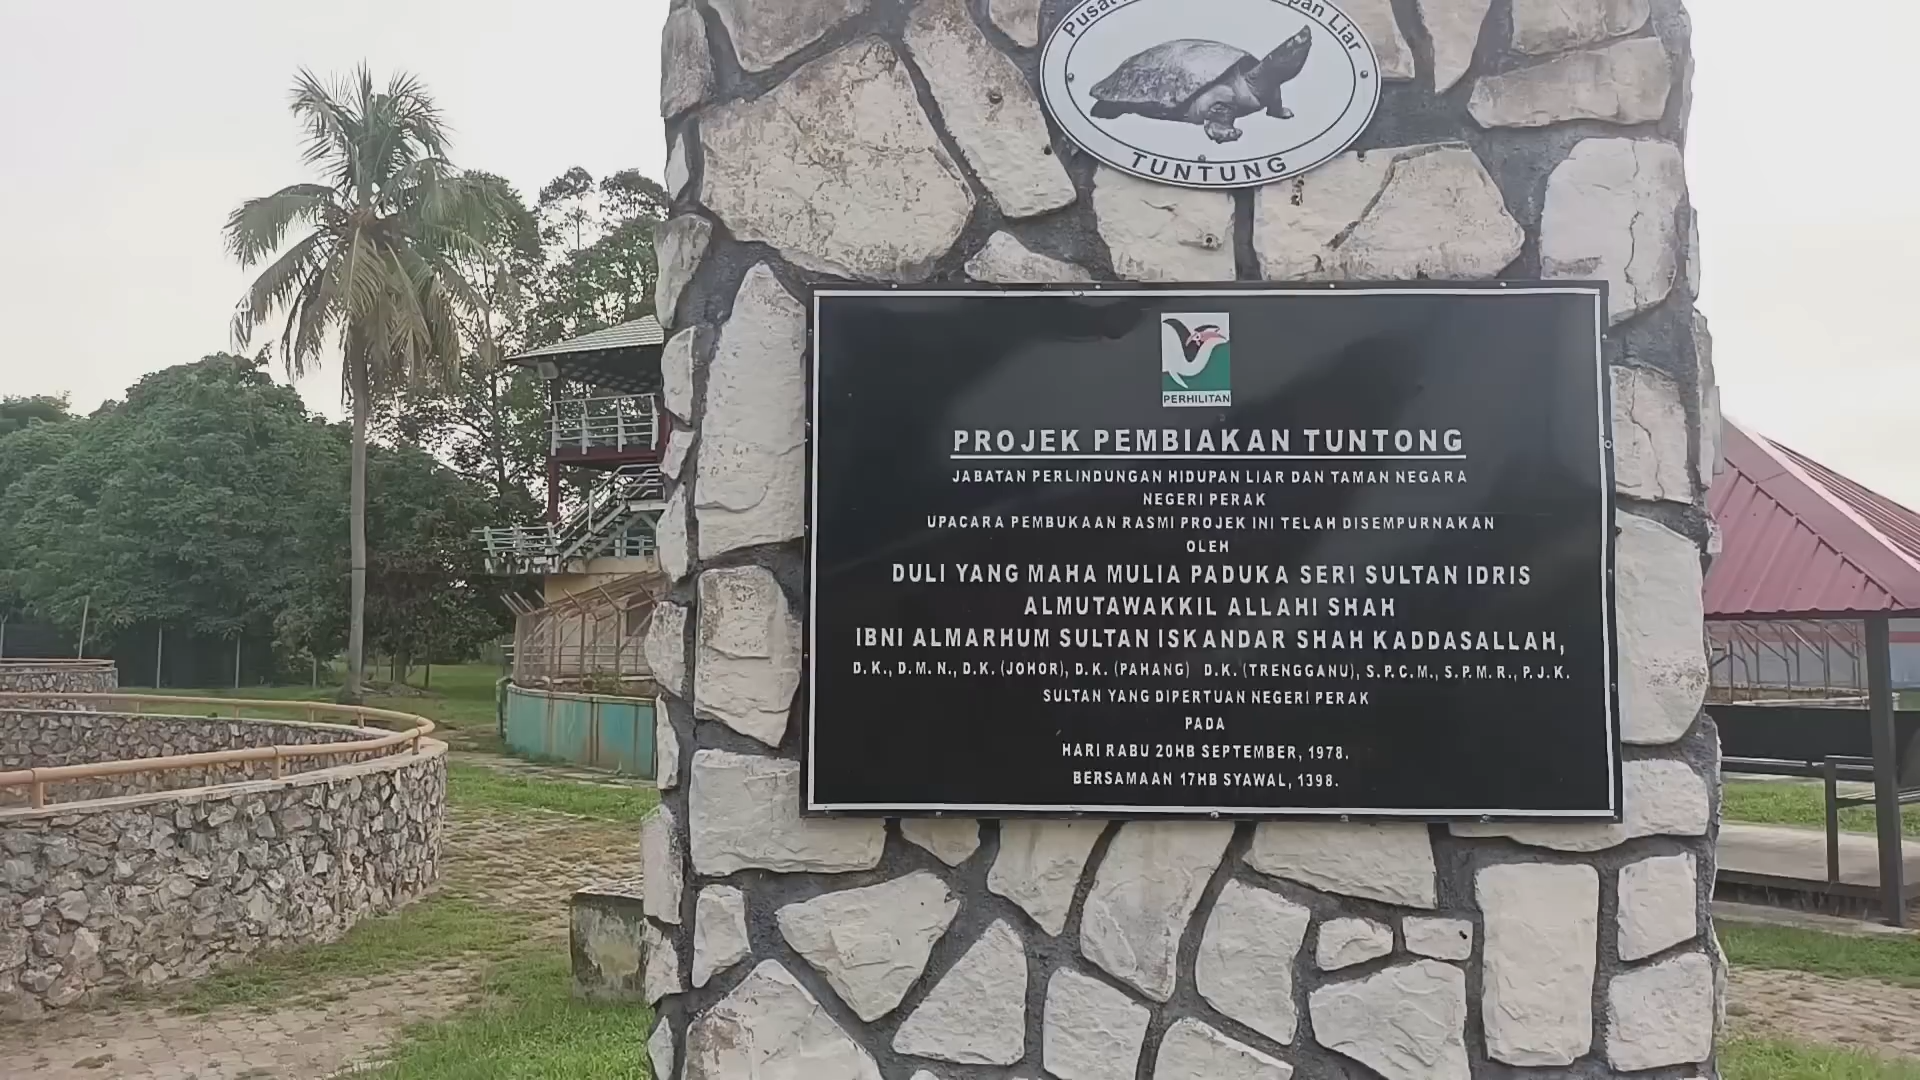 Pusat
pan Liar
TUNTUNG
PERHILITAN
PROJEK PEMBIAKAN TUNTONG
JABATAN PERLINDUNGAN HIDUPAN LIAR DAN TAMAN NEGARA
NEGERI PERAK
UPACARA PEMBUKAAN RASMI PROJEK INI TELAH DISEMPURNAKAN
OLEH
DULI YANG MAHA MULIA PADUKA SERI SULTAN IDRIS
ALMUTAWAKKIL ALLAHI SHAH
IBNI ALMARHUM SULTAN ISKANDAR SHAH KADDASALLAH,
D.K., D.M.N., D.K. (JOHOR), D.K. (PAHANG) D.K. (TRENGGANU), S.P.C.M., S.P.M.R., P.J.K.
SULTAN YANG DIPERTUAN NEGERI PERAK
PADA
HARI RABU 20HB SEPTEMBER, 1978.
BERSAMAAN 17HB SYAWAL, 1398.